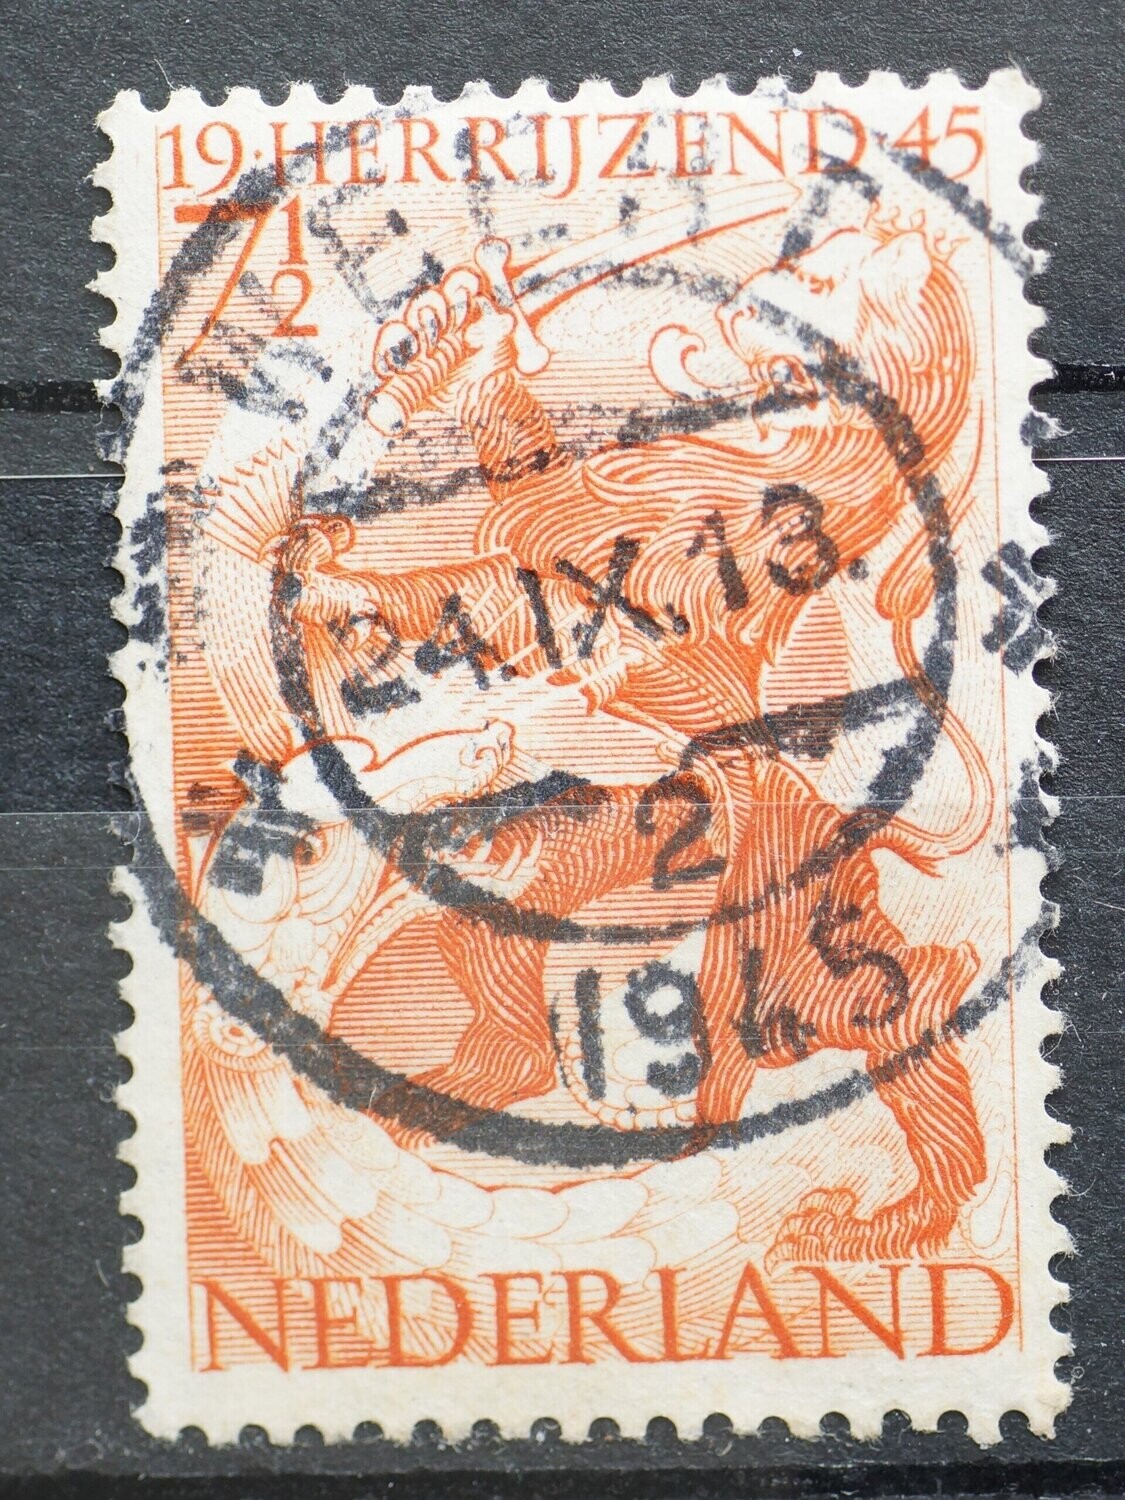 19·HERRIJZEND·45
7½
24.IX.13.
2
1945
NEDERLAND